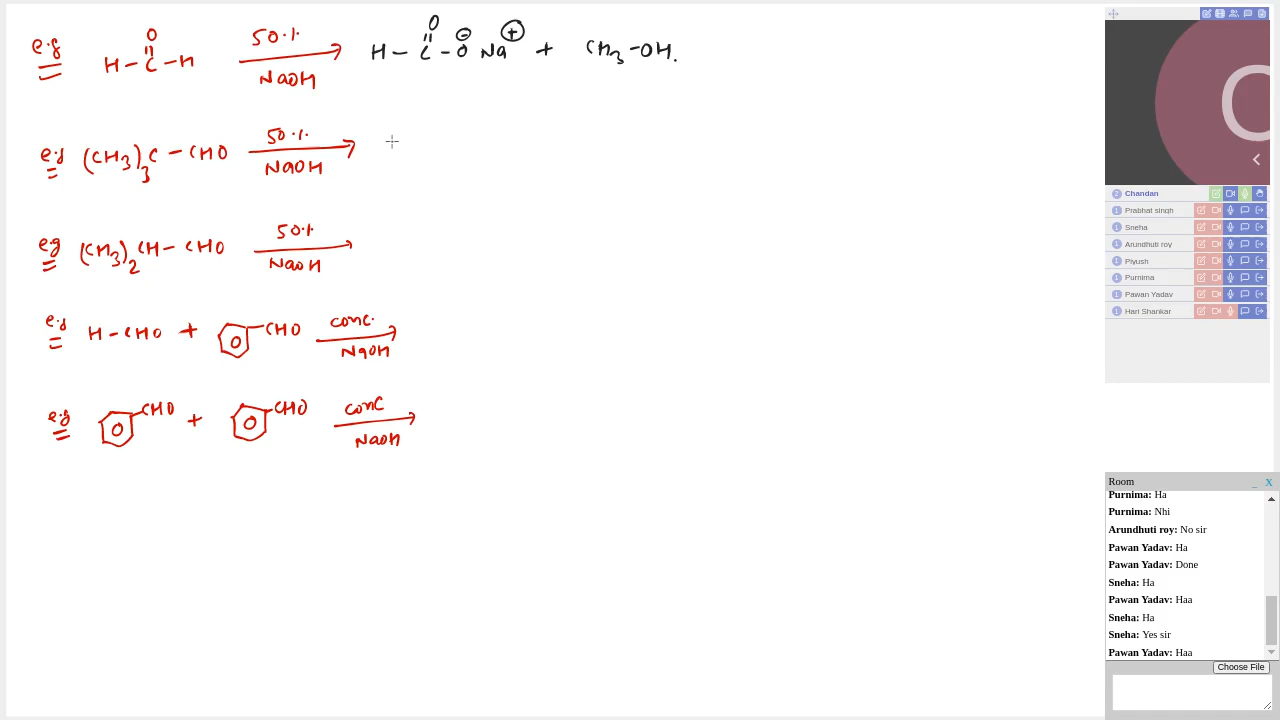 e.g H-C(=O)-H 50% NaOH → H-C(=O)-O⊖ Na⊕ + CH3-OH.
e.g (CH3)3C-CHO 50% NaOH →
e.g (CH3)2CH-CHO 50% NaOH →
e.g H-CHO + CHO conc. NaOH →
e.g CHO + CHO conc NaOH →
C
Chandan
Prabhat singh
Sneha
Arundhuti roy
Piyush
Purnima
Pawan Yadav
Hari Shankar
Room _ X
Purnima: Ha
Purnima: Nhi
Arundhuti roy: No sir
Pawan Yadav: Ha
Pawan Yadav: Done
Sneha: Ha
Pawan Yadav: Haa
Sneha: Ha
Sneha: Yes sir
Pawan Yadav: Haa
Choose File